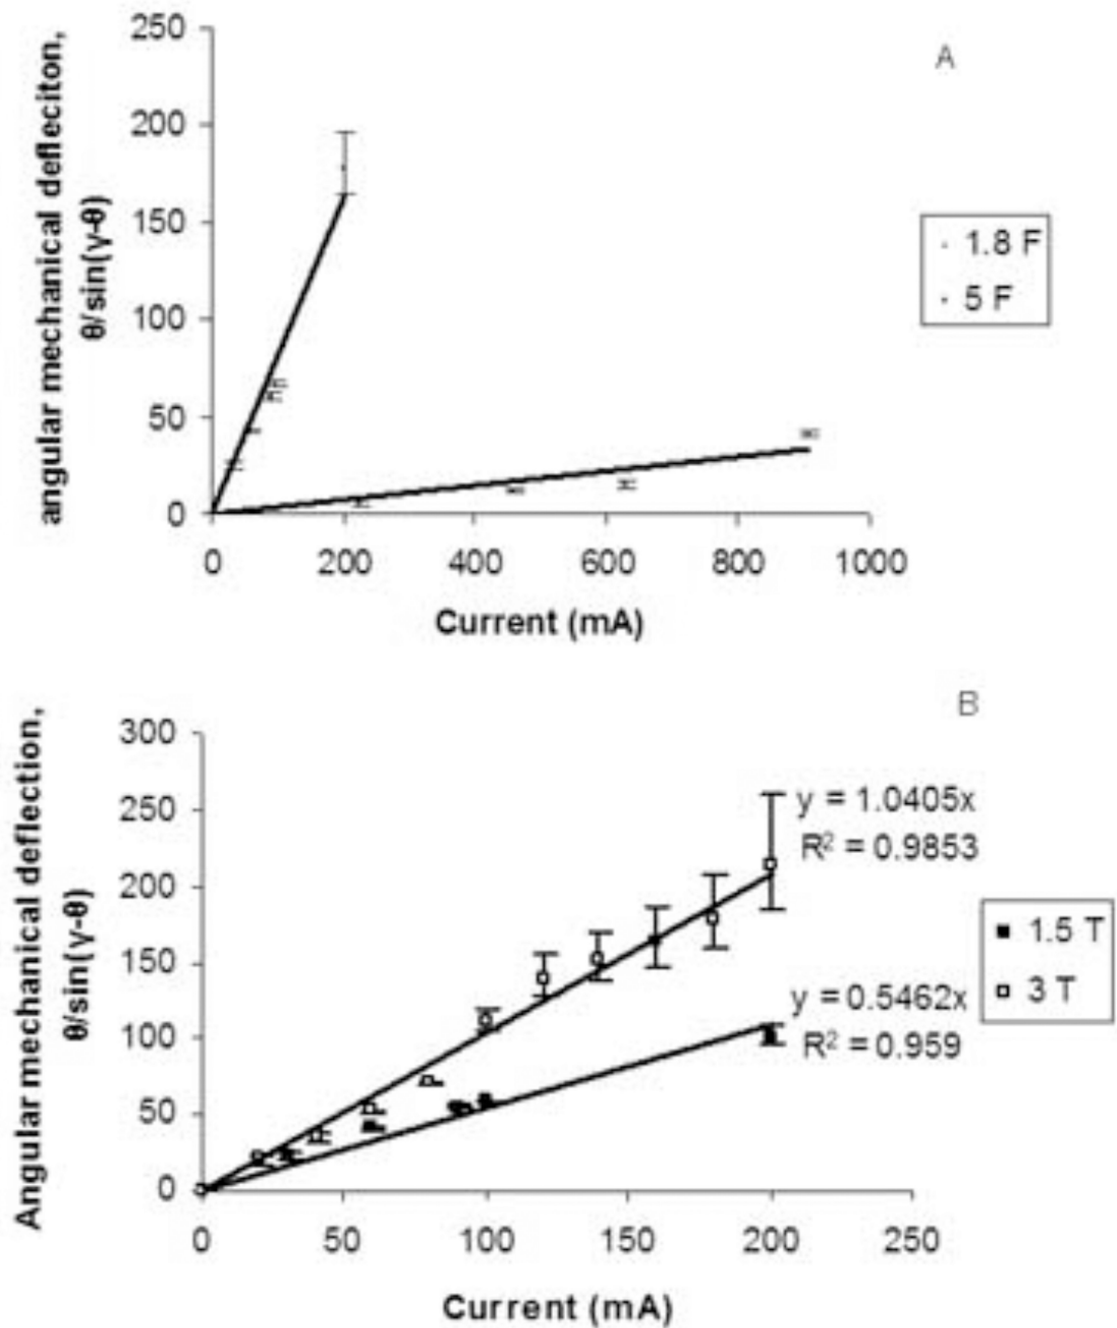 A
angular mechanical defleciton,
θ/sin(γ-θ)
250
200
150
100
50
0
0 200 400 600 800 1000
Current (mA)
1.8 F
5 F
B
Angular mechanical deflection,
θ/sin(γ-θ)
300
250
200
150
100
50
0
0 50 100 150 200 250
Current (mA)
y = 1.0405x
R² = 0.9853
y = 0.5462x
R² = 0.959
1.5 T
3 T